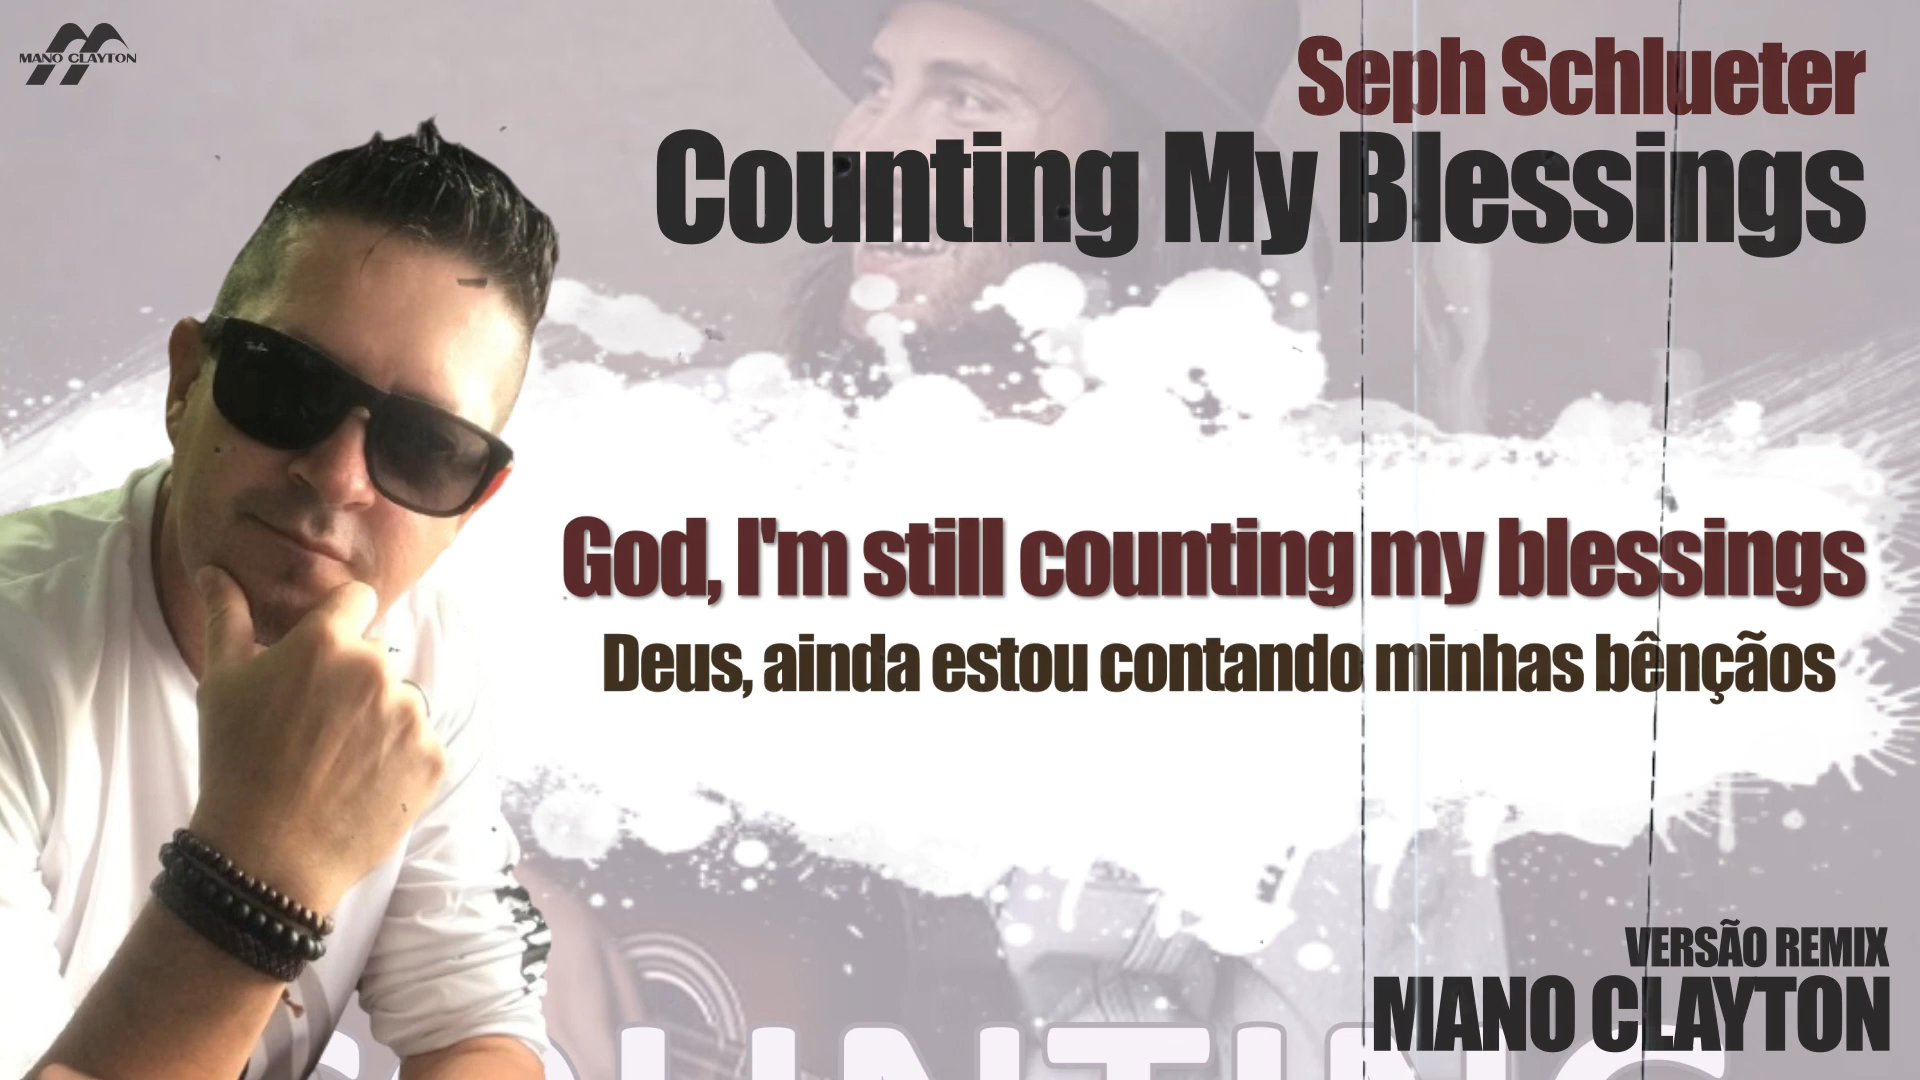 MANO CLAYTON
Seph Schlueter
Counting My Blessings
God, I'm still counting my blessings
Deus, ainda estou contando minhas bênçãos
VERSÃO REMIX
MANO CLAYTON
COUNTING